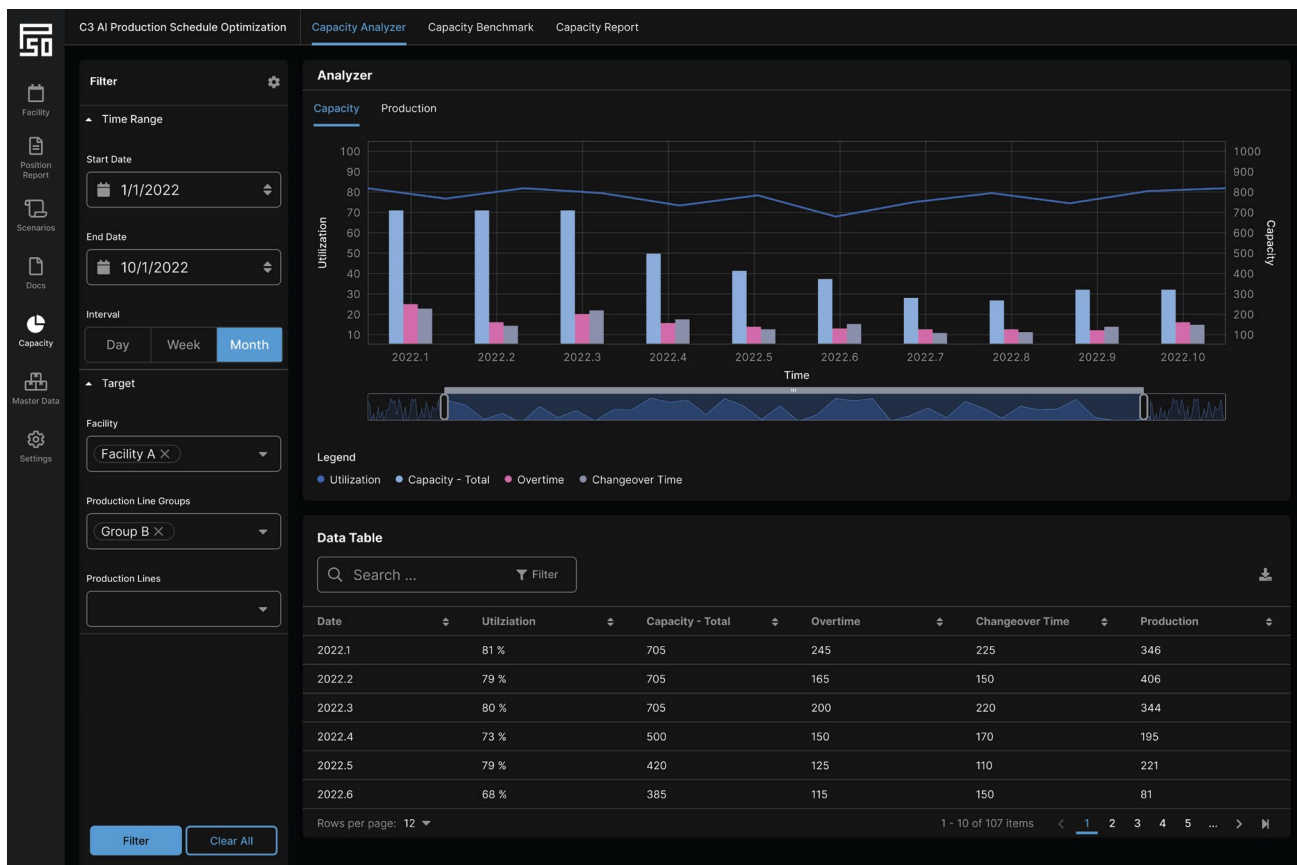 C3 AI Production Schedule Optimization
Capacity Analyzer
Capacity Benchmark
Capacity Report
PSO
Facility
Position
Report
Scenarios
Docs
Capacity
Master Data
Settings
Filter
Time Range
Start Date
1/1/2022
End Date
10/1/2022
Interval
Day Week Month
Target
Facility
Facility A ×
Production Line Groups
Group B ×
Production Lines
Filter
Clear All
Analyzer
Capacity Production
100
90
80
70
60
50
40
30
20
10
Utilization
1000
900
800
700
600
500
400
300
200
100
Capacity
2022.1 2022.2 2022.3 2022.4 2022.5 2022.6 2022.7 2022.8 2022.9 2022.10
Time
Legend
Utilization Capacity - Total Overtime Changeover Time
Data Table
Search ... Filter
Date Utilziation Capacity - Total Overtime Changeover Time Production
2022.1 81 % 705 245 225 346
2022.2 79 % 705 165 150 406
2022.3 80 % 705 200 220 344
2022.4 73 % 500 150 170 195
2022.5 79 % 420 125 110 221
2022.6 68 % 385 115 150 81
Rows per page: 12
1 - 10 of 107 items 1 2 3 4 5 ...